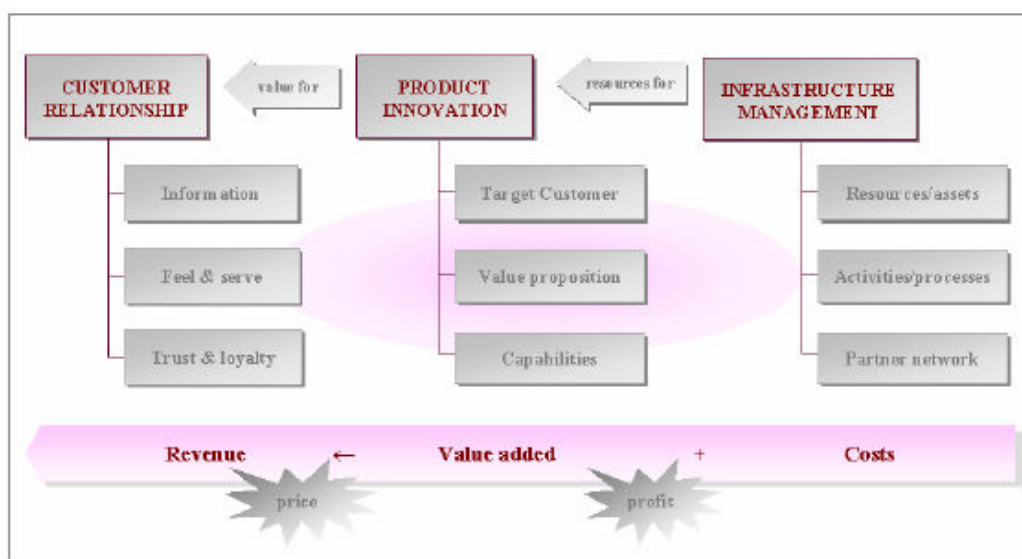 CUSTOMER
RELATIONSHIP
value for
PRODUCT
INNOVATION
resources for
INFRASTRUCTURE
MANAGEMENT
Information
Feel & serve
Trust & loyalty
Target Customer
Value proposition
Capabilities
Resources/assets
Activities/processes
Partner network
Revenue ← Value added + Costs
price
profit